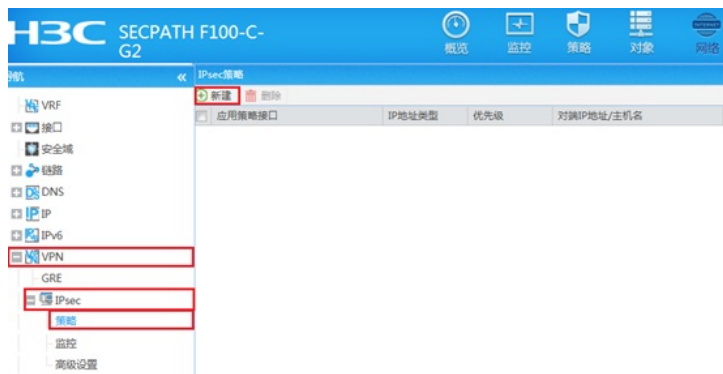 H3C SECPATH F100-C-G2
概览 监控 策略 对象 网络
导航 « IPsec策略
新建 删除
应用策略接口 IP地址类型 优先级 对端IP地址/主机名
VRF
接口
安全域
链路
DNS
IP
IPv6
VPN
GRE
IPsec
策略
监控
高级设置